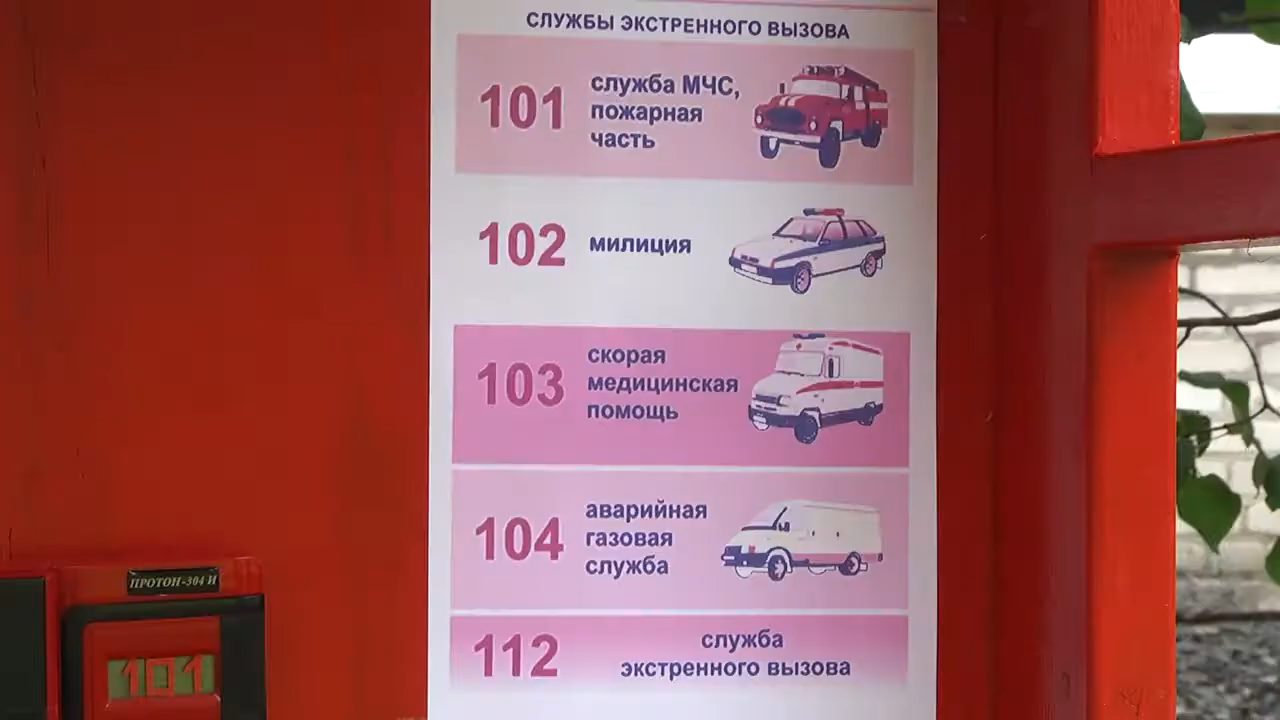 СЛУЖБЫ ЭКСТРЕННОГО ВЫЗОВА
101
служба МЧС,
пожарная
часть
102
милиция
103
скорая
медицинская
помощь
104
аварийная
газовая
служба
112
служба
экстренного вызова
ПРОТОН-304 И
101